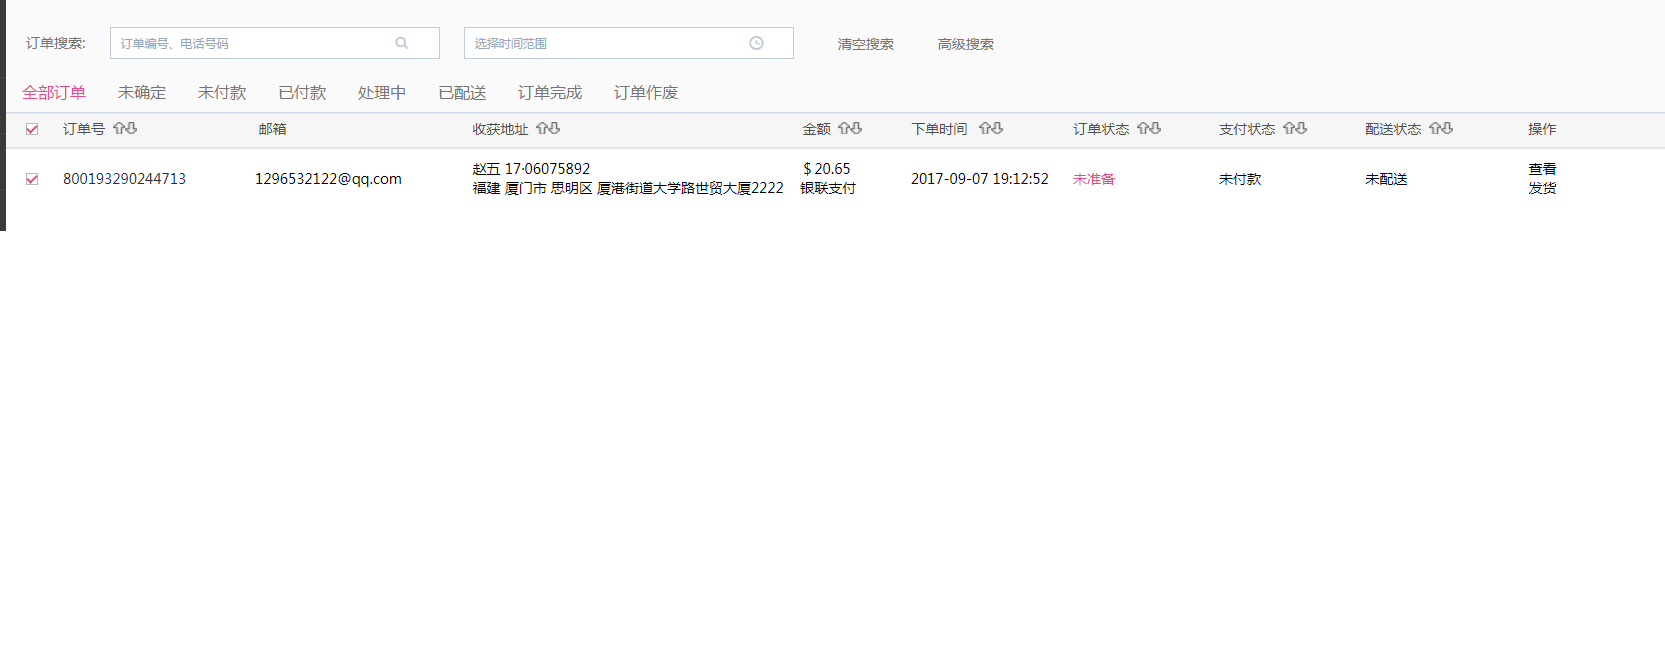 订单搜索: 订单编号、电话号码 选择时间范围 清空搜索 高级搜索
全部订单 未确定 未付款 已付款 处理中 已配送 订单完成 订单作废
订单号 邮箱 收获地址 金额 下单时间 订单状态 支付状态 配送状态 操作
800193290244713 1296532122@qq.com 赵五 17·06075892 $20.65 2017-09-07 19:12:52 未准备 未付款 未配送 查看
福建 厦门市 思明区 厦港街道大学路世贸大厦2222 银联支付 发货